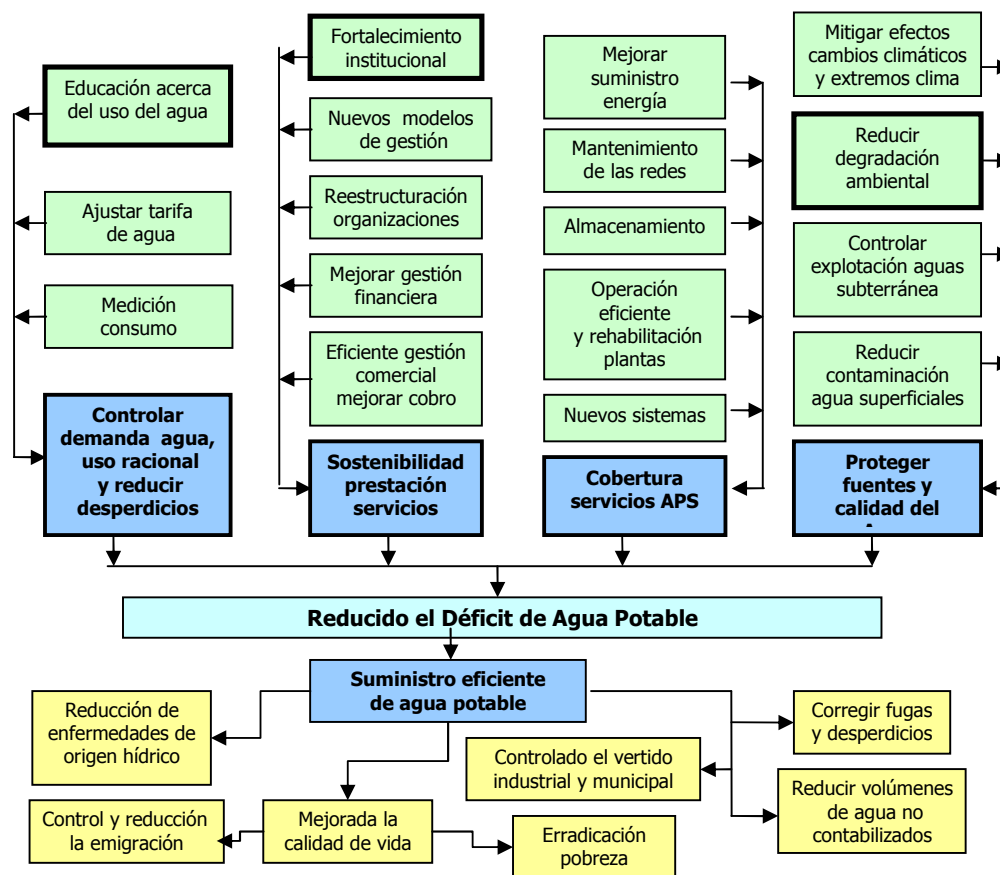 Educación acerca
del uso del agua
Ajustar tarifa
de agua
Medición
consumo
Controlar
demanda agua,
uso racional
y reducir
desperdicios
Fortalecimiento
institucional
Nuevos modelos
de gestión
Reestructuración
organizaciones
Mejorar gestión
financiera
Eficiente gestión
comercial
mejorar cobro
Sostenibilidad
prestación
servicios
Mejorar
suministro
energía
Mantenimiento
de las redes
Almacenamiento
Operación
eficiente
y rehabilitación
plantas
Nuevos sistemas
Cobertura
servicios APS
Mitigar efectos
cambios climáticos
y extremos clima
Reducir
degradación
ambiental
Controlar
explotación aguas
subterránea
Reducir
contaminación
agua superficiales
Proteger
fuentes y
calidad del
Reducido el Déficit de Agua Potable
Suministro eficiente
de agua potable
Reducción de
enfermedades de
origen hídrico
Controlado el vertido
industrial y municipal
Corregir fugas
y desperdicios
Control y reducción
la emigración
Mejorada la
calidad de vida
Erradicación
pobreza
Reducir volúmenes
de agua no
contabilizados